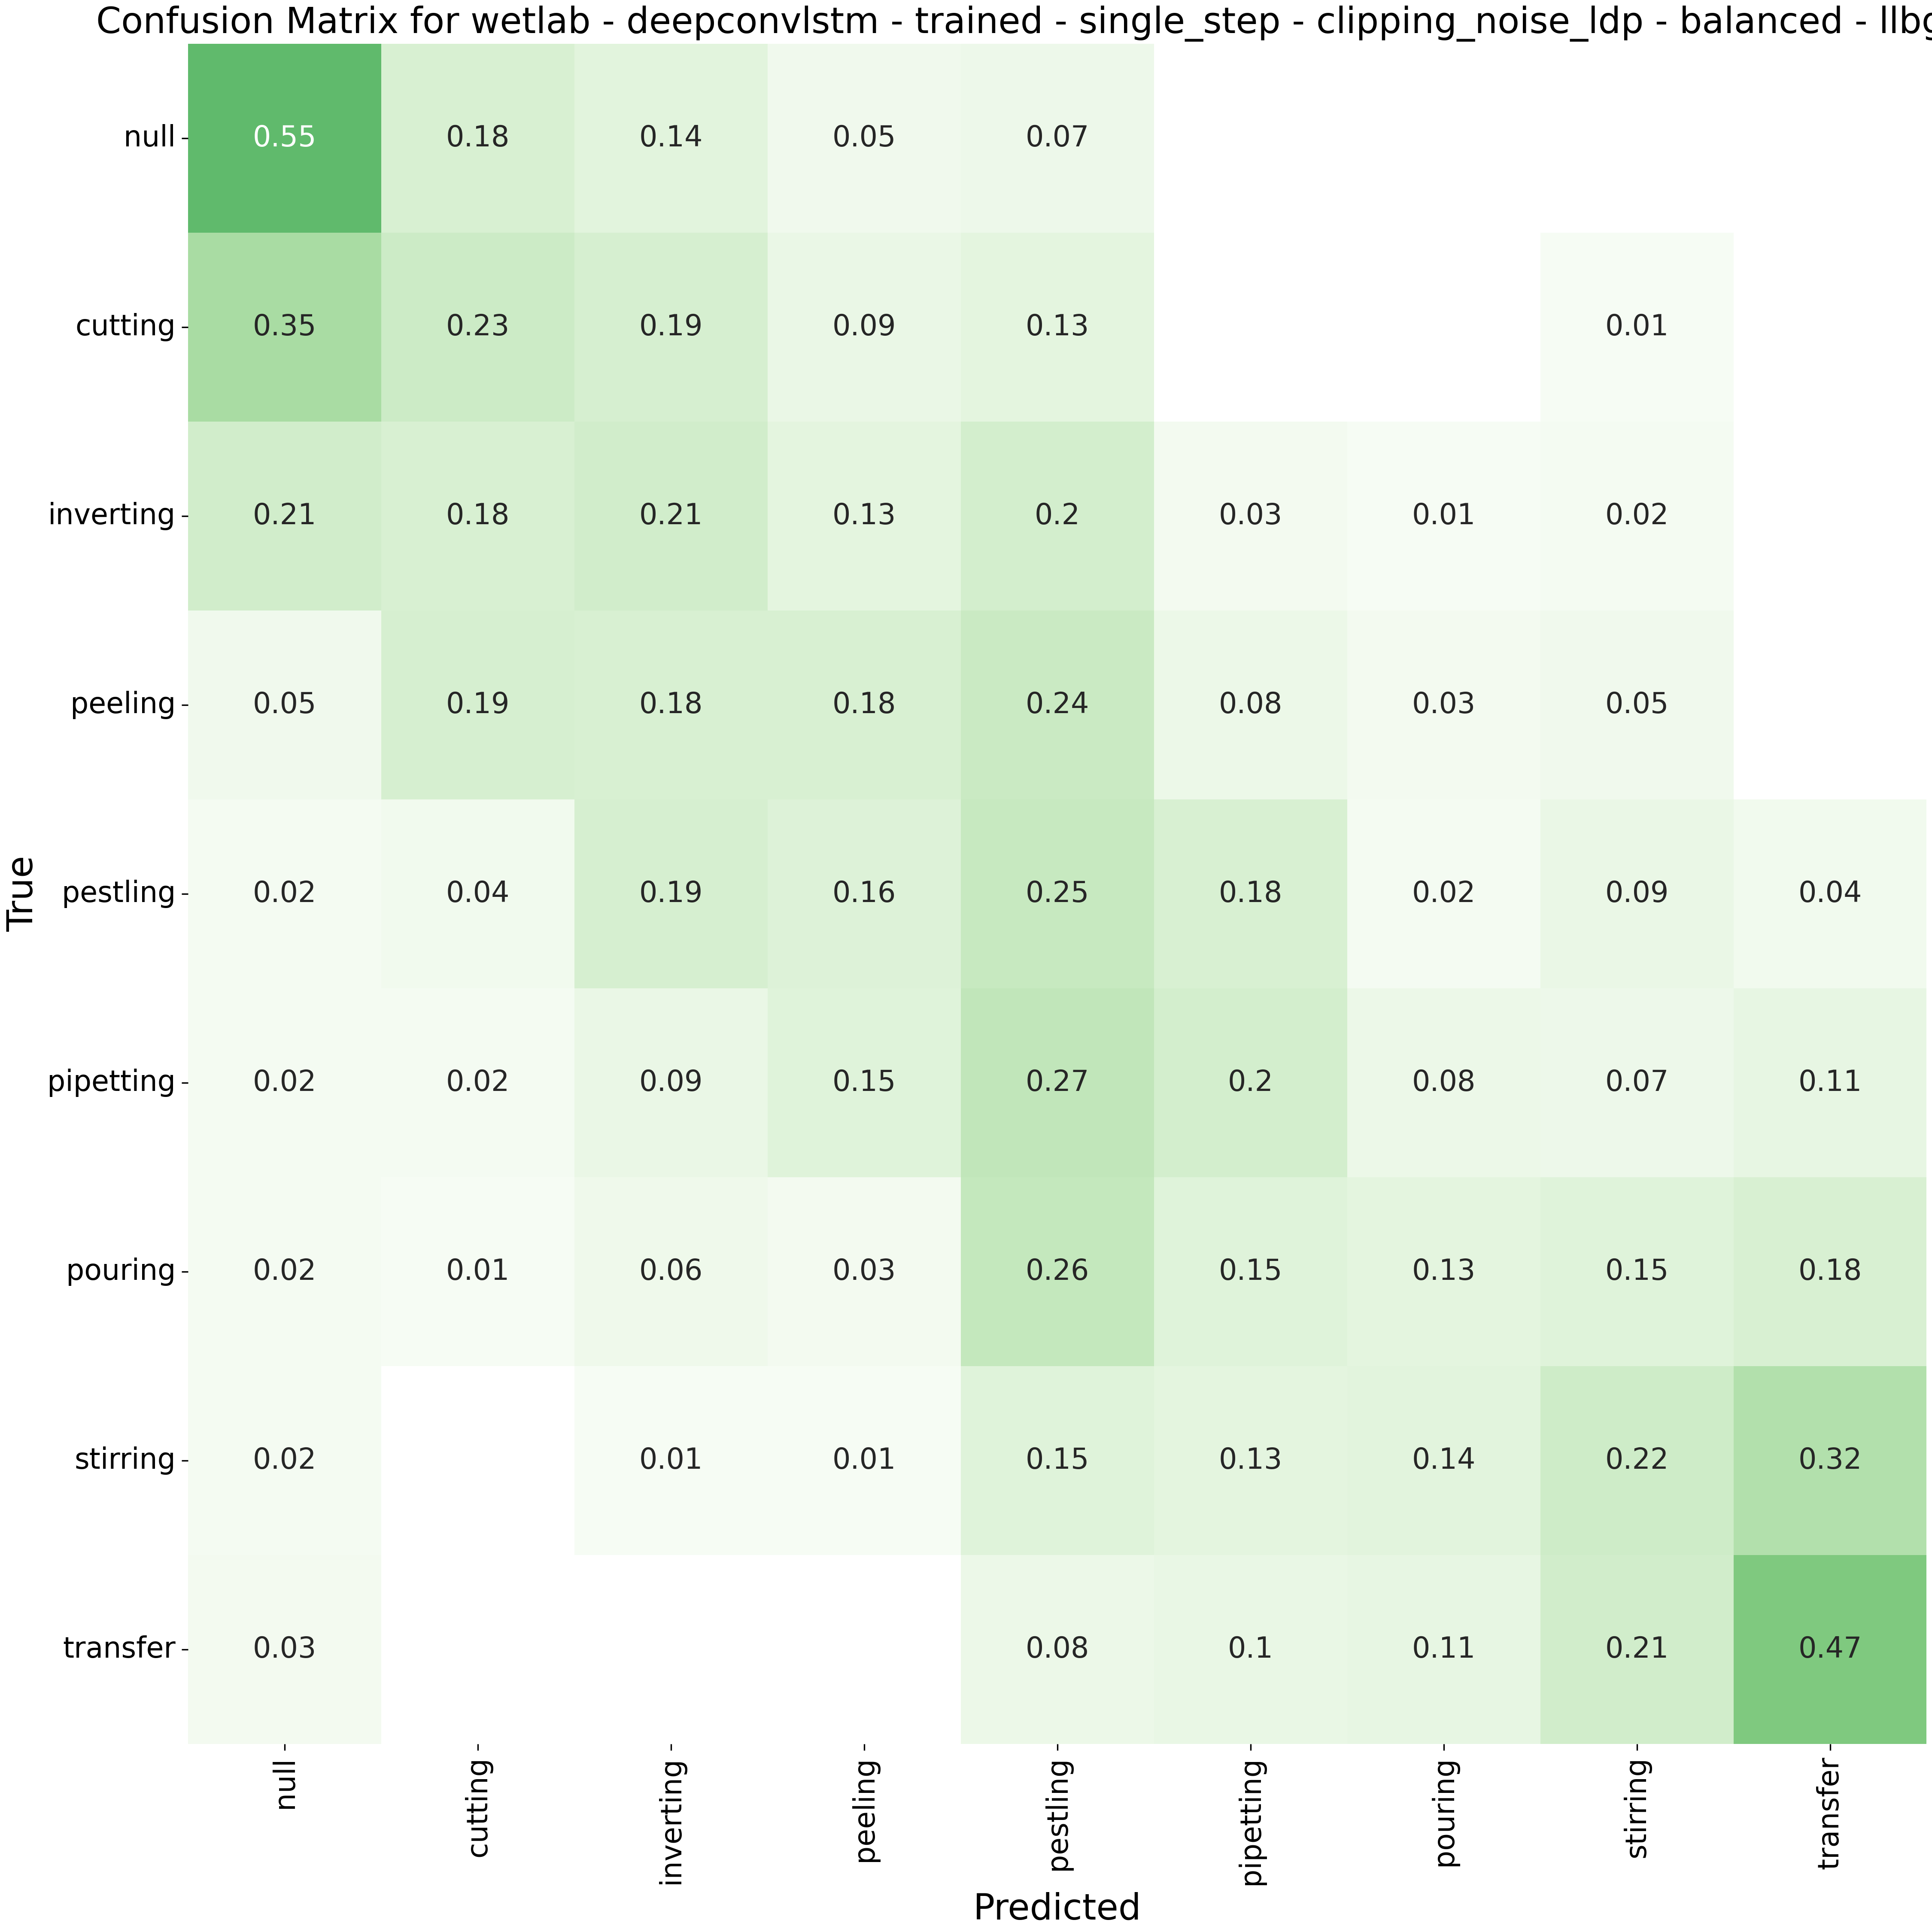 Confusion Matrix for wetlab - deepconvlstm - trained - single_step - clipping_noise_ldp - balanced -
null 0.55 0.18 0.14 0.05 0.07
cutting 0.35 0.23 0.19 0.09 0.13 0.01
inverting 0.21 0.18 0.21 0.13 0.2 0.03 0.01 0.02
peeling 0.05 0.19 0.18 0.18 0.24 0.08 0.03 0.05
pestling 0.02 0.04 0.19 0.16 0.25 0.18 0.02 0.09 0.04
pipetting 0.02 0.02 0.09 0.15 0.27 0.2 0.08 0.07 0.11
pouring 0.02 0.01 0.06 0.03 0.26 0.15 0.13 0.15 0.18
stirring 0.02 0.01 0.01 0.15 0.13 0.14 0.22 0.32
transfer 0.03 0.08 0.1 0.11 0.21 0.47
True
null cutting inverting peeling pestling pipetting pouring stirring transfer
Predicted